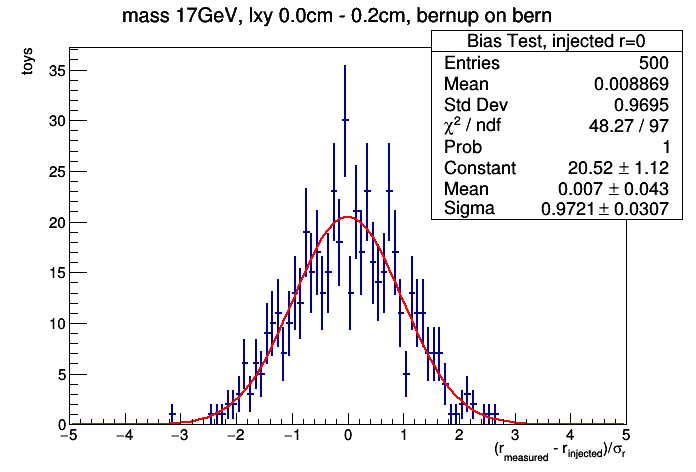 mass 17GeV, lxy 0.0cm - 0.2cm, bernup on bern
Bias Test, injected r=0
Entries 500
Mean 0.008869
Std Dev 0.9695
χ² / ndf 48.27 / 97
Prob 1
Constant 20.52 ± 1.12
Mean 0.007 ± 0.043
Sigma 0.9721 ± 0.0307
toys
35
30
25
20
15
10
5
0
−5 −4 −3 −2 −1 0 1 2 3 4 5
(r_measured - r_injected)/σ_r